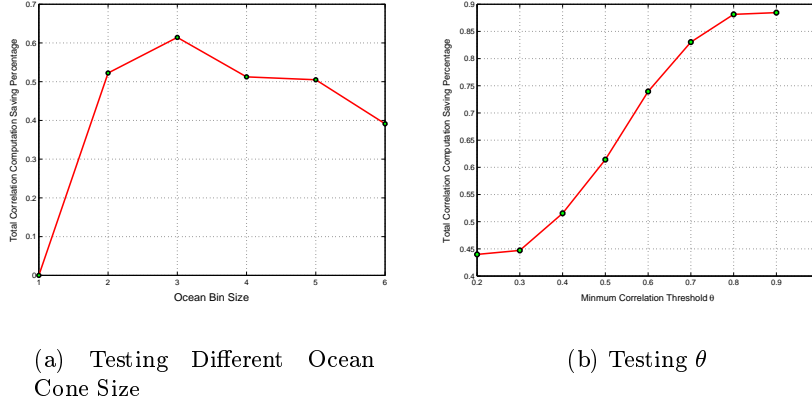 0.7
0.6
0.5
0.4
0.3
0.2
0.1
0
Total Correlation Computation Saving Percentage
1 2 3 4 5 6
Ocean Bin Size
(a) Testing Different Ocean
Cone Size
0.9
0.85
0.8
0.75
0.7
0.65
0.6
0.55
0.5
0.45
0.4
Total Correlation Computation Saving Percentage
0.2 0.3 0.4 0.5 0.6 0.7 0.8 0.9
Minmum Correlation Threshold θ
(b) Testing θ